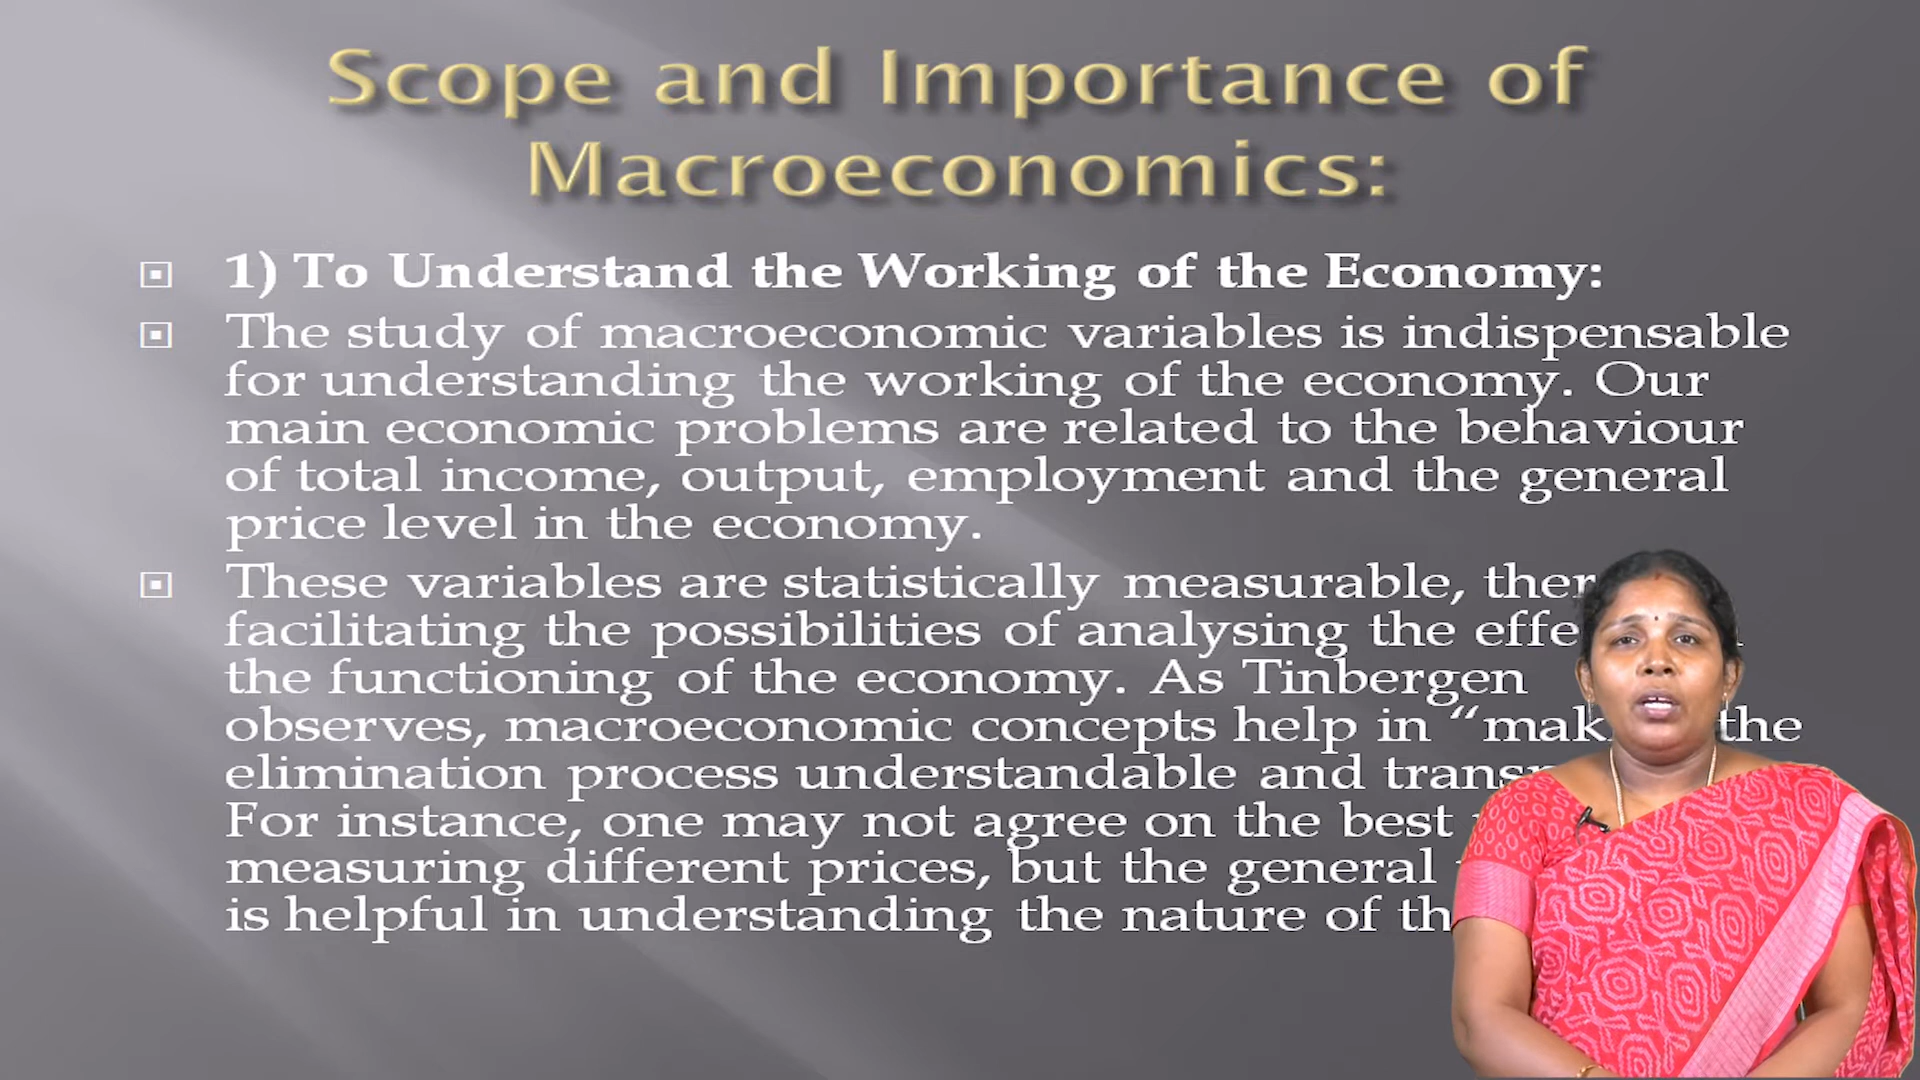 Scope and Importance of
Macroeconomics:
1) To Understand the Working of the Economy:
The study of macroeconomic variables is indispensable
for understanding the working of the economy. Our
main economic problems are related to the behaviour
of total income, output, employment and the general
price level in the economy.
These variables are statistically measurable,
facilitating the possibilities of analysing the
the functioning of the economy. As Tinbergen
observes, macroeconomic concepts help in “ the
elimination process understandable and
For instance, one may not agree on the best
measuring different prices, but the general
is helpful in understanding the nature of